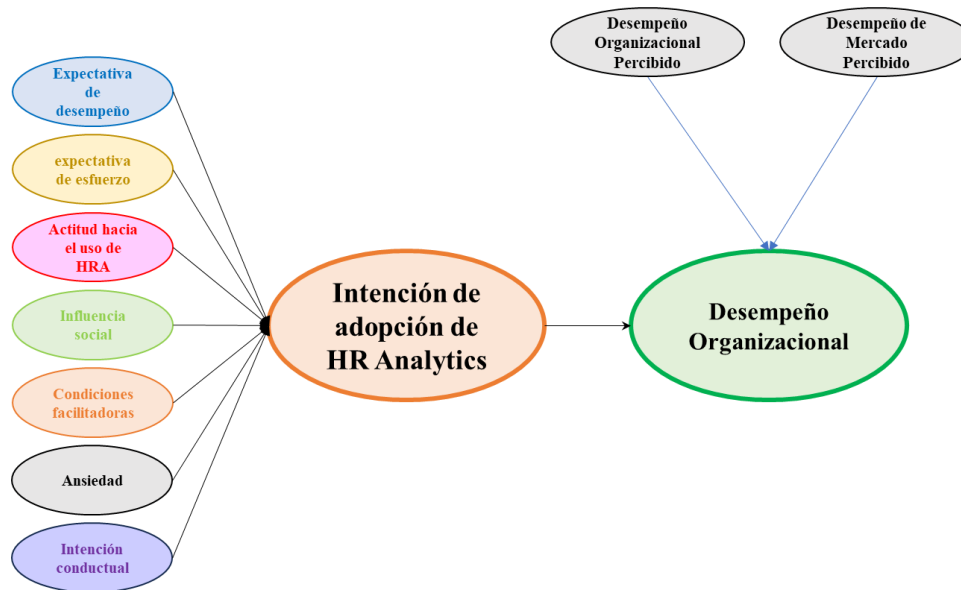 Desempeño
Organizacional
Percibido
Desempeño de
Mercado
Percibido
Expectativa
de
desempeño
expectativa
de esfuerzo
Actitud hacia
el uso de
HRA
Influencia
social
Condiciones
facilitadoras
Ansiedad
Intención
conductual
Intención de
adopción de
HR Analytics
Desempeño
Organizacional